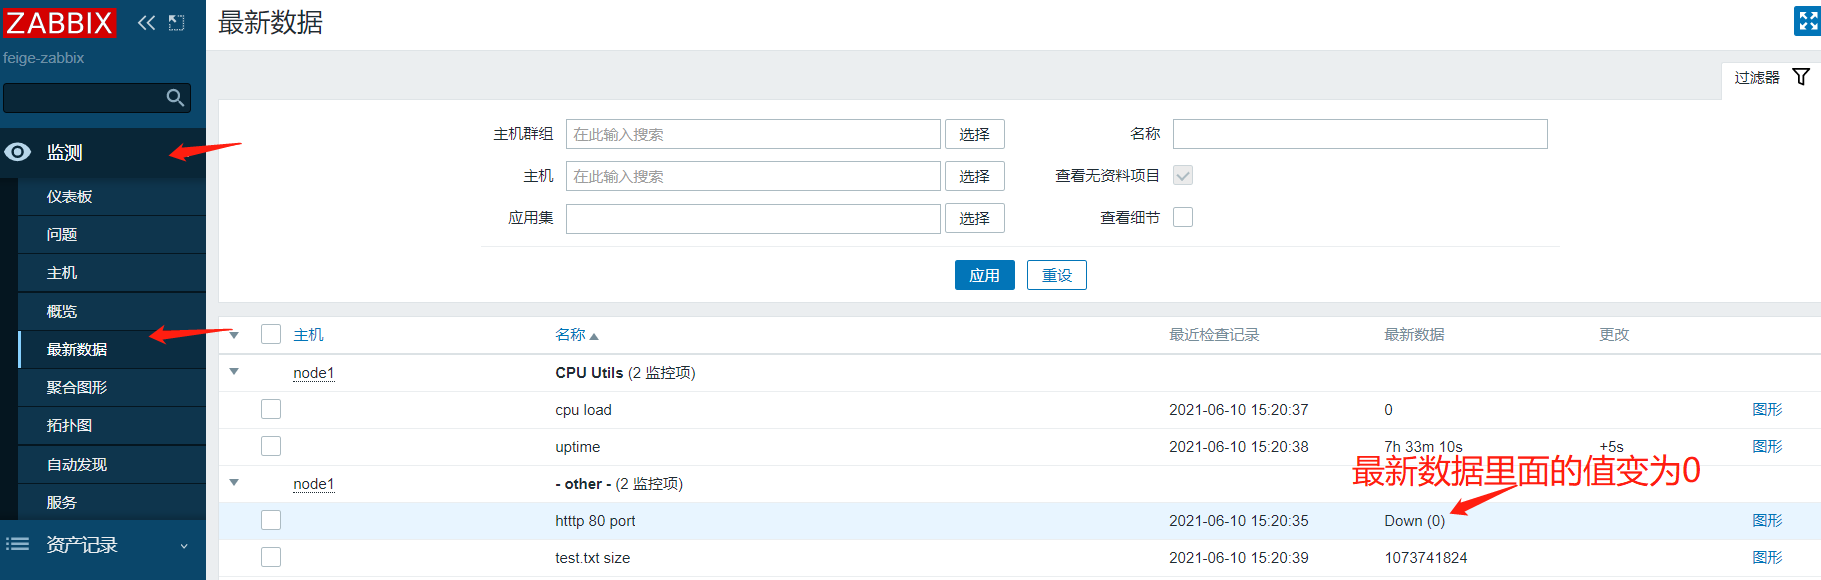 ZABBIX
feige-zabbix
监测
仪表板
问题
主机
概览
最新数据
聚合图形
拓扑图
自动发现
服务
资产记录
最新数据
过滤器
主机群组 在此输入搜索 选择 名称
主机 在此输入搜索 选择 查看无资料项目
应用集 选择 查看细节
应用 重设
主机 名称 最近检查记录 最新数据 更改
node1 CPU Utils (2 监控项)
cpu load 2021-06-10 15:20:37 0 图形
uptime 2021-06-10 15:20:38 7h 33m 10s +5s 图形
最新数据里面的值变为0
node1 - other - (2 监控项)
htttp 80 port 2021-06-10 15:20:35 Down (0) 图形
test.txt size 2021-06-10 15:20:39 1073741824 图形